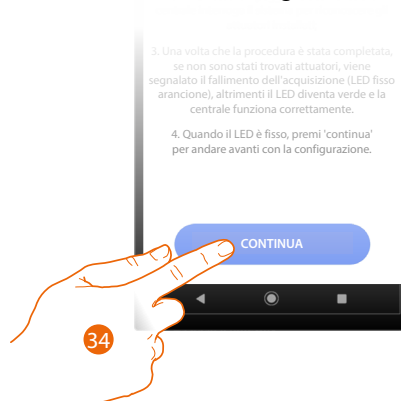 3. Una volta che la procedura è stata completata,
se non sono stati trovati attuatori, viene
segnalato il fallimento dell'acquisizione (LED fisso
arancione), altrimenti il LED diventa verde e la
centrale funziona correttamente.
4. Quando il LED è fisso, premi 'continua'
per andare avanti con la configurazione.
CONTINUA
34